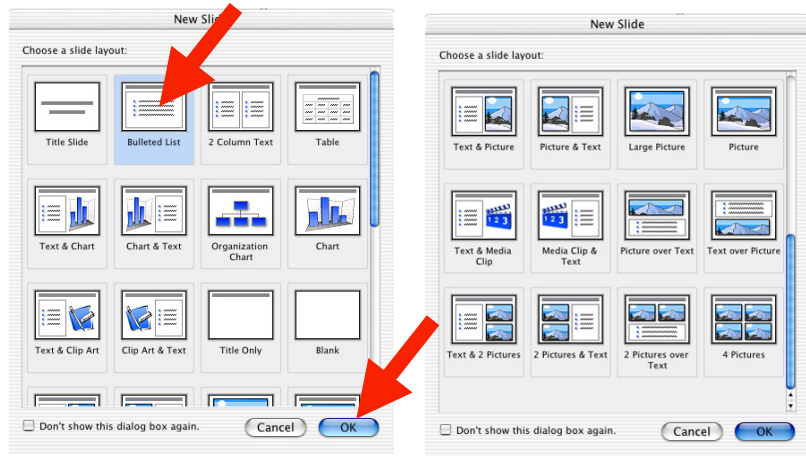 New Slid
Choose a slide layout:
Title Slide
Bulleted List
2 Column Text
Table
Text & Chart
Chart & Text
Organization
Chart
Chart
Text & Clip Art
Clip Art & Text
Title Only
Blank
Don't show this dialog box again.
Cancel
OK
New Slide
Choose a slide layout:
Text & Picture
Picture & Text
Large Picture
Picture
Text & Media
Clip
Media Clip &
Text
Picture over Text
Text over Picture
Text & 2 Pictures
2 Pictures & Text
2 Pictures over
Text
4 Pictures
Don't show this dialog box again.
Cancel
OK